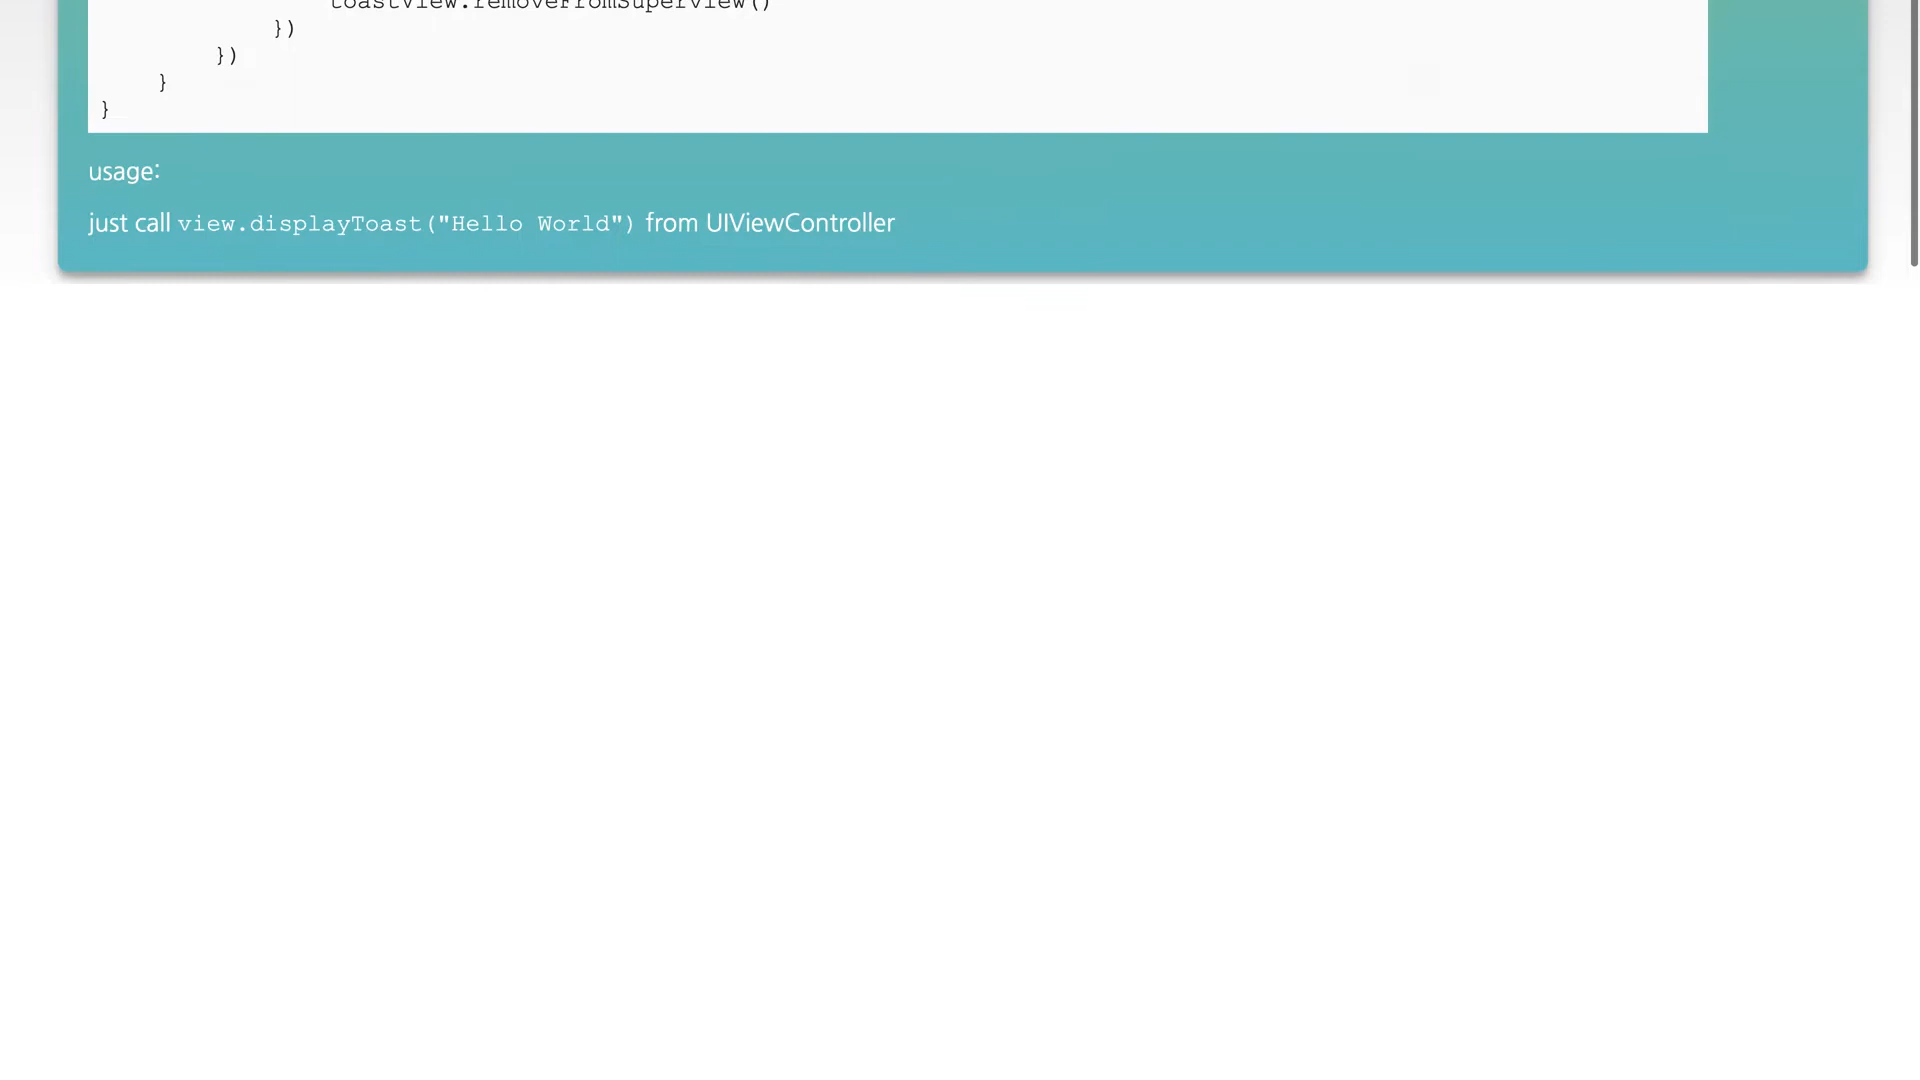 toastView.removeFromSuperview()
})
})
}
}
usage:
just call view.displayToast("Hello World") from UIViewController